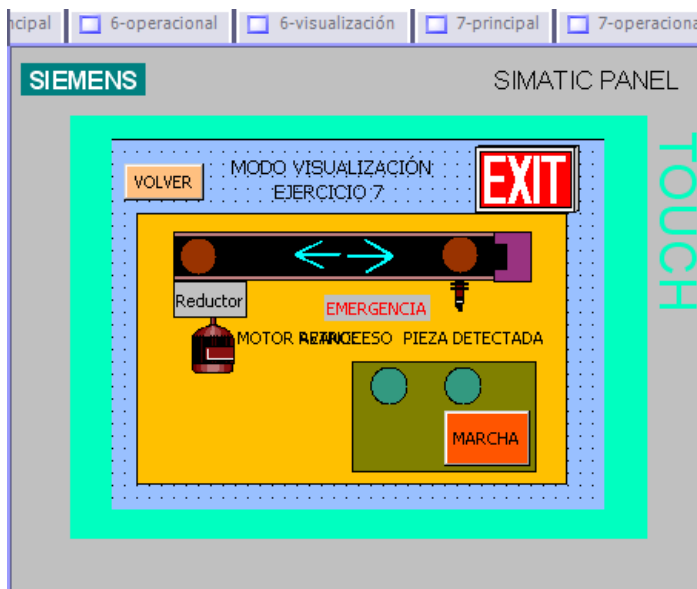 ncipal 6-operacional 6-visualización 7-principal 7-operaciona
SIEMENS SIMATIC PANEL
TOUCH
VOLVER
MODO VISUALIZACIÓN
EJERCICIO 7
EXIT
Reductor
EMERGENCIA
MOTOR PIEZA DETECTADA
MARCHA